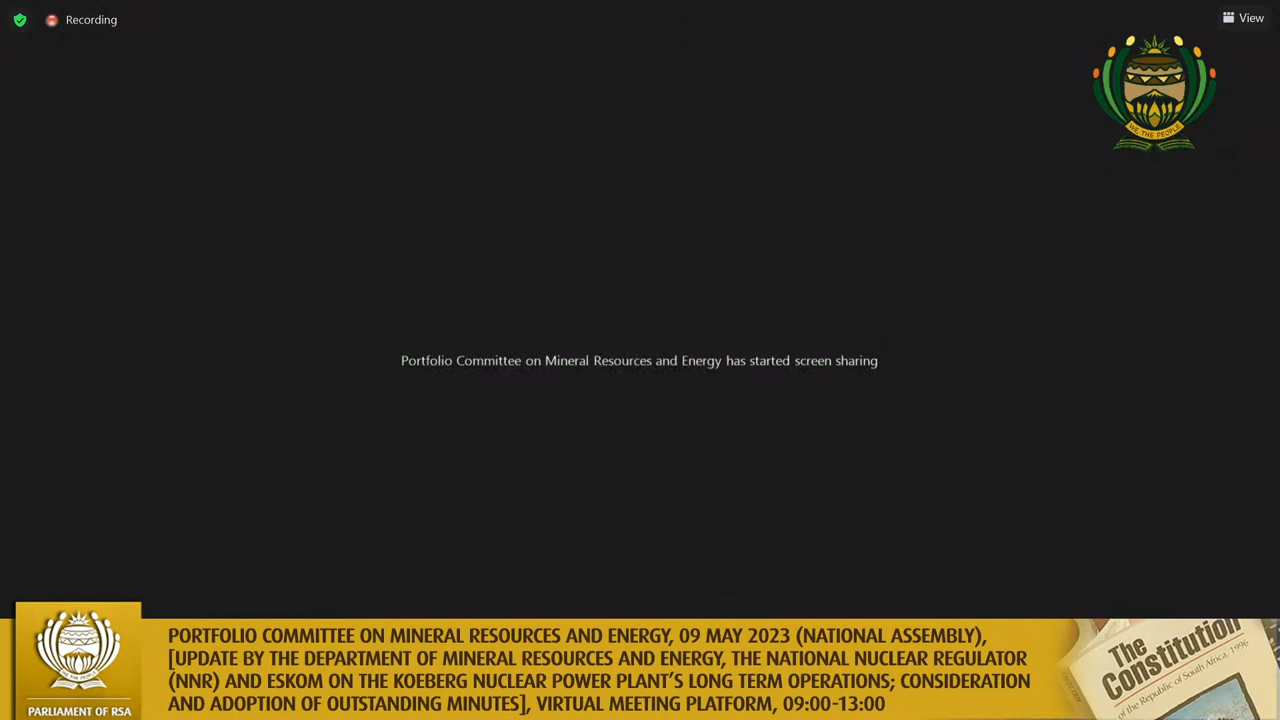 Recording
View
WE THE PEOPLE
Portfolio Committee on Mineral Resources and Energy has started screen sharing
PORTFOLIO COMMITTEE ON MINERAL RESOURCES AND ENERGY, 09 MAY 2023 (NATIONAL ASSEMBLY),
[UPDATE BY THE DEPARTMENT OF MINERAL RESOURCES AND ENERGY, THE NATIONAL NUCLEAR REGULATOR
(NNR) AND ESKOM ON THE KOEBERG NUCLEAR POWER PLANT'S LONG TERM OPERATIONS; CONSIDERATION
AND ADOPTION OF OUTSTANDING MINUTES], VIRTUAL MEETING PLATFORM, 09:00-13:00
PARLIAMENT OF RSA
The
Constitution
of the Republic of South Africa, 1996